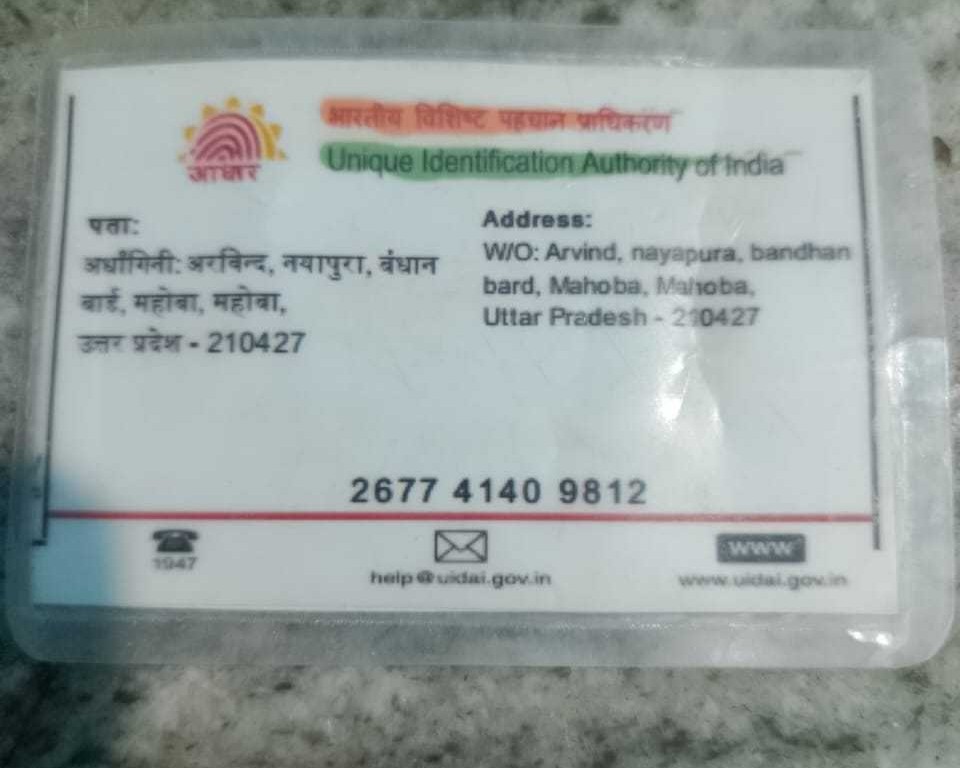 भारतीय विशिष्ट पहचान प्राधिकरण
Unique Identification Authority of India
आधार
पता:
अर्धांगिनी: अरविन्द, नयापुरा, बंधान
बार्ड, महोबा, महोबा,
उत्तर प्रदेश - 210427
Address:
W/O: Arvind, nayapura, bandhan
bard, Mahoba, Mahoba,
Uttar Pradesh - 210427
2677 4140 9812
1947
help@uidai.gov.in
www
www.uidai.gov.in